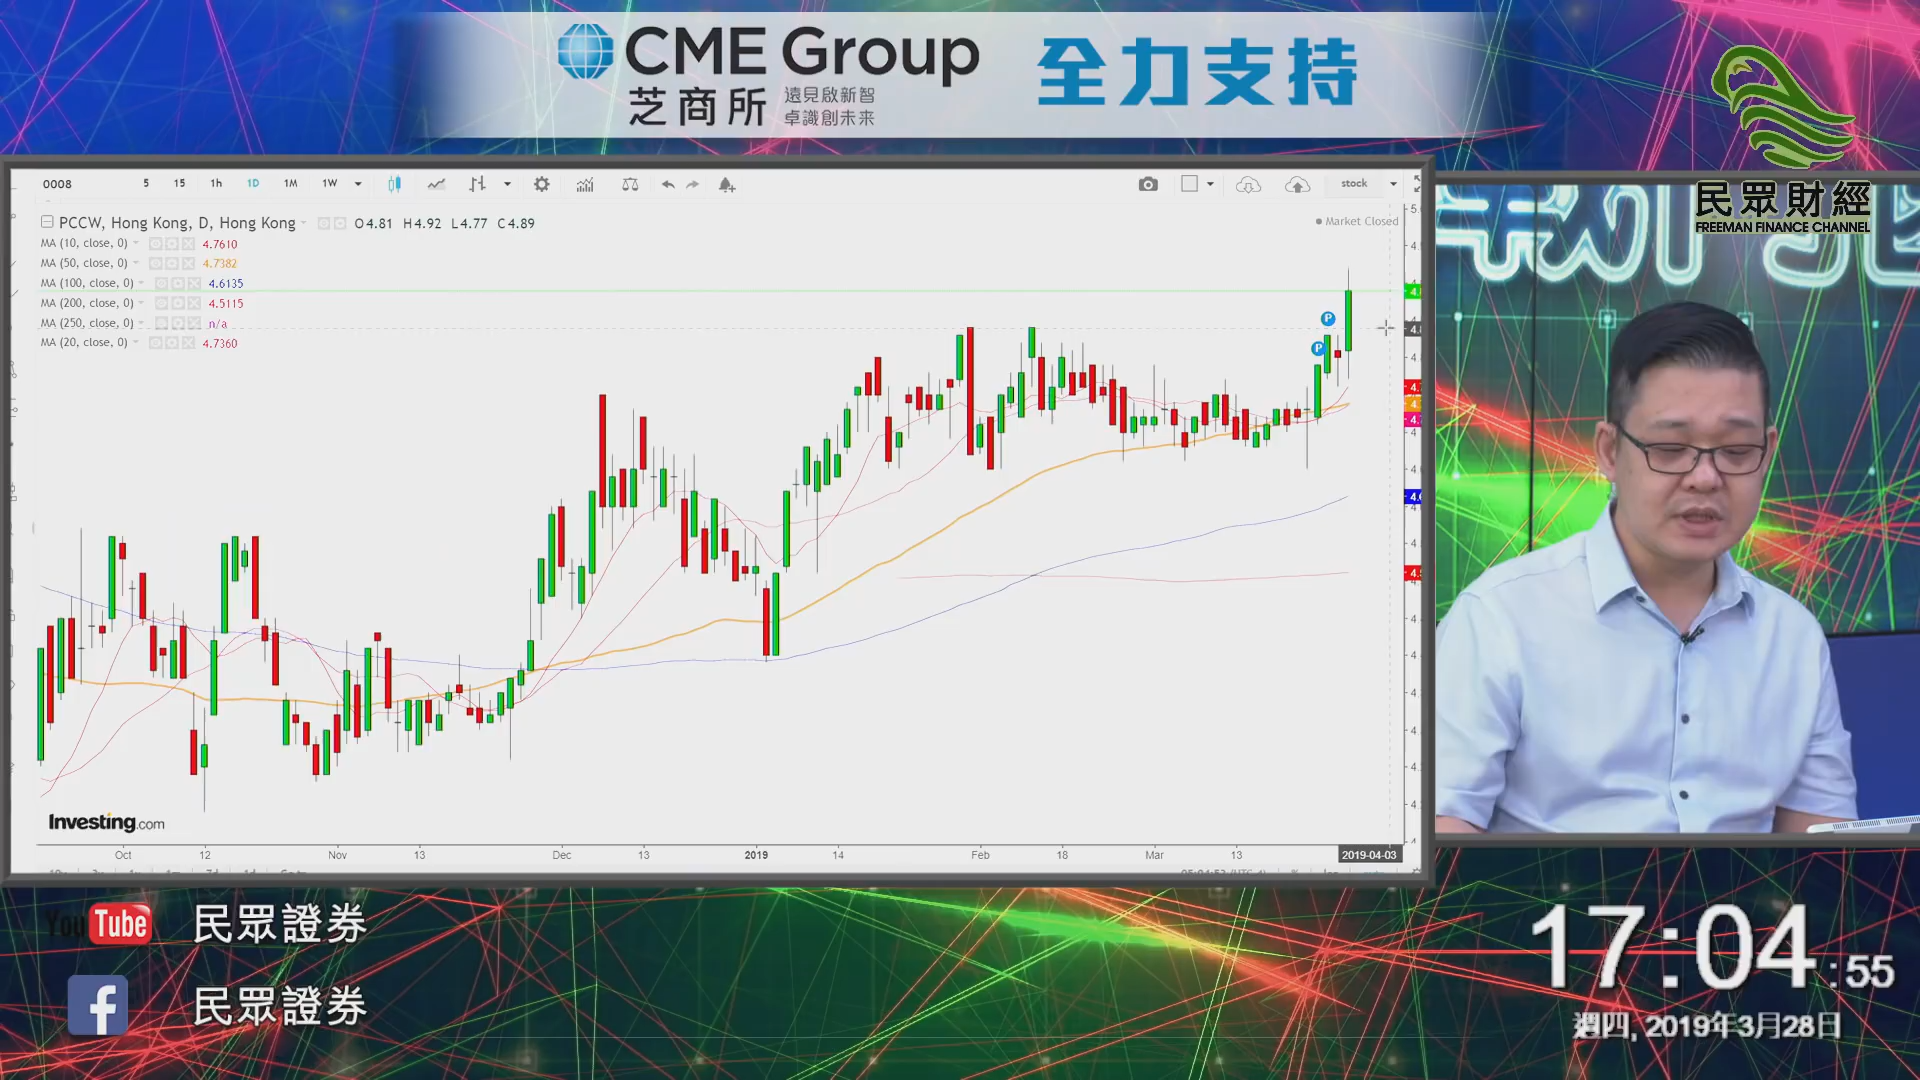 CME Group
芝商所
遠見啟新智
卓識創未來
全力支持
民眾財經
FREEMAN FINANCE CHANNEL
0008
5 15 1h 1D 1M 1W
stock
PCCW, Hong Kong, D, Hong Kong
O4.81 H4.92 L4.77 C4.89
Market Closed
MA (10, close, 0) 4.7610
MA (50, close, 0) 4.7382
MA (100, close, 0) 4.6135
MA (200, close, 0) 4.5115
MA (250, close, 0) n/a
MA (20, close, 0) 4.7360
P
P
Investing.com
Oct 12 Nov 13 Dec 13 2019 14 Feb 18 Mar 13 2019-04-03
YouTube 民眾證券
f 民眾證券
17:04:55
週四, 2019年3月28日